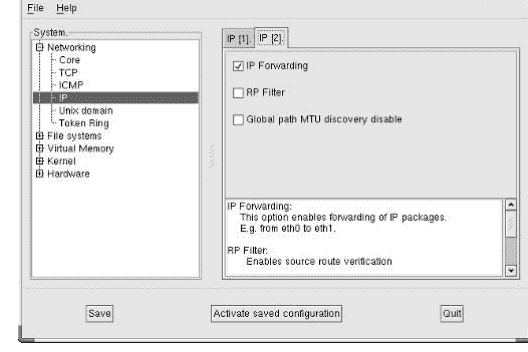 File Help
System.
Networking
Core
TCP
ICMP
IP
Unix domain
Token Ring
File systems
Virtual Memory
Kernel
Hardware
IP [1]. IP [2].
IP Forwarding
RP Filter
Global path MTU discovery disable
IP Forwarding:
This option enables forwarding of IP packages.
E.g. from eth0 to eth1.
RP Filter:
Enables source route verification
Save
Activate saved configuration
Quit